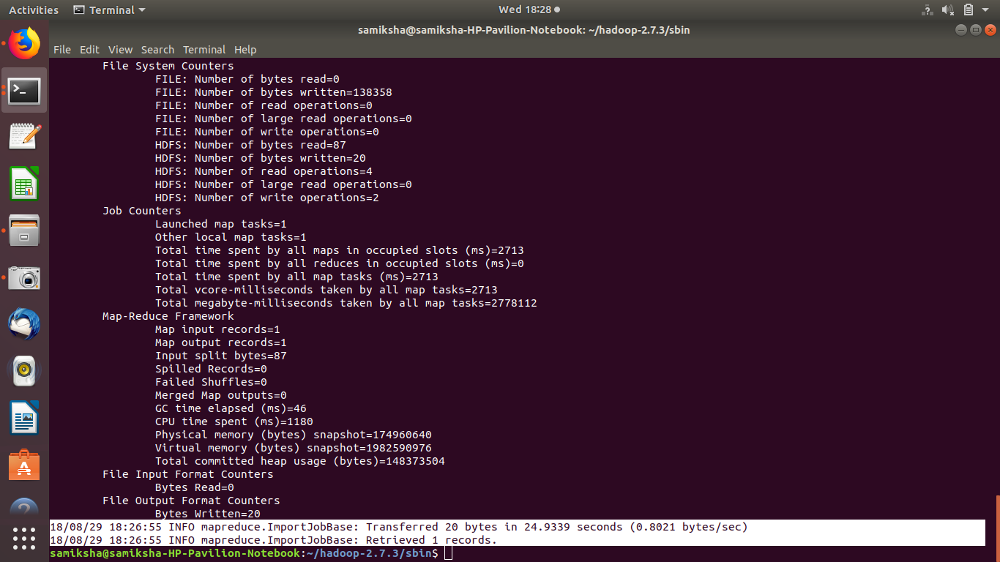 Activities Terminal Wed 18:28
samiksha@samiksha-HP-Pavilion-Notebook: ~/hadoop-2.7.3/sbin
File Edit View Search Terminal Help
File System Counters
FILE: Number of bytes read=0
FILE: Number of bytes written=138358
FILE: Number of read operations=0
FILE: Number of large read operations=0
FILE: Number of write operations=0
HDFS: Number of bytes read=87
HDFS: Number of bytes written=20
HDFS: Number of read operations=4
HDFS: Number of large read operations=0
HDFS: Number of write operations=2
Job Counters
Launched map tasks=1
Other local map tasks=1
Total time spent by all maps in occupied slots (ms)=2713
Total time spent by all reduces in occupied slots (ms)=0
Total time spent by all map tasks (ms)=2713
Total vcore-milliseconds taken by all map tasks=2713
Total megabyte-milliseconds taken by all map tasks=2778112
Map-Reduce Framework
Map input records=1
Map output records=1
Input split bytes=87
Spilled Records=0
Failed Shuffles=0
Merged Map outputs=0
GC time elapsed (ms)=46
CPU time spent (ms)=1180
Physical memory (bytes) snapshot=174960640
Virtual memory (bytes) snapshot=1982590976
Total committed heap usage (bytes)=148373504
File Input Format Counters
Bytes Read=0
File Output Format Counters
Bytes Written=20
18/08/29 18:26:55 INFO mapreduce.ImportJobBase: Transferred 20 bytes in 24.9339 seconds (0.8021 bytes/sec)
18/08/29 18:26:55 INFO mapreduce.ImportJobBase: Retrieved 1 records.
samiksha@samiksha-HP-Pavilion-Notebook:~/hadoop-2.7.3/sbin$